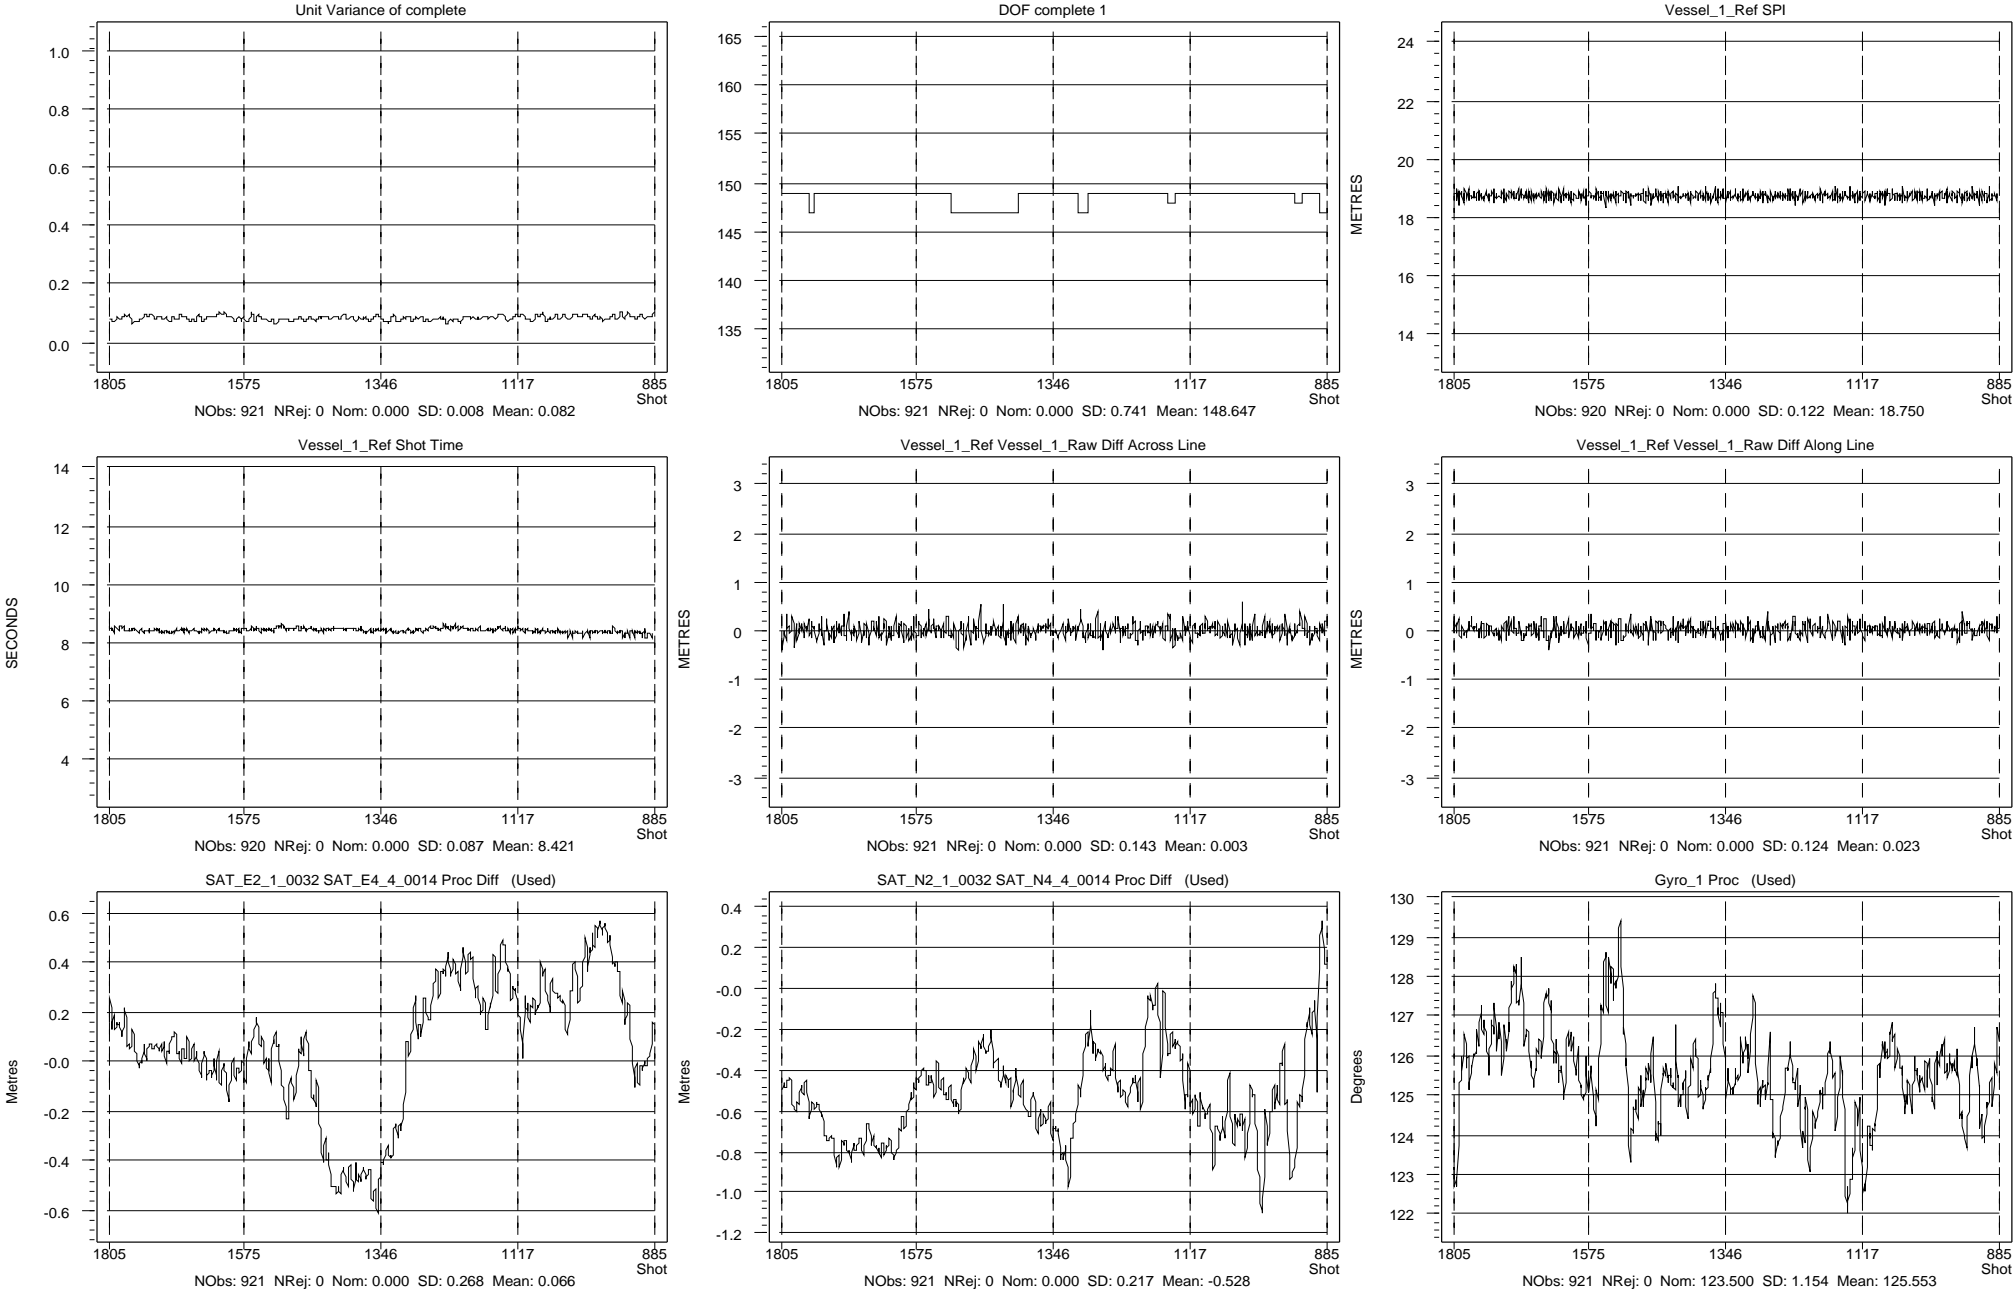 Unit Variance of complete
1.0
0.8
0.6
0.4
0.2
0.0
1805 1575 1346 1117 885
Shot
NObs: 921 NRej: 0 Nom: 0.000 SD: 0.008 Mean: 0.082
DOF complete 1
165
160
155
150
145
140
135
1805 1575 1346 1117 885
Shot
NObs: 921 NRej: 0 Nom: 0.000 SD: 0.741 Mean: 148.647
Vessel_1_Ref SPI
METRES
24
22
20
18
16
14
1805 1575 1346 1117 885
Shot
NObs: 920 NRej: 0 Nom: 0.000 SD: 0.122 Mean: 18.750
Vessel_1_Ref Shot Time
SECONDS
14
12
10
8
6
4
1805 1575 1346 1117 885
Shot
NObs: 920 NRej: 0 Nom: 0.000 SD: 0.087 Mean: 8.421
Vessel_1_Ref Vessel_1_Raw Diff Across Line
METRES
3
2
1
0
-1
-2
-3
1805 1575 1346 1117 885
Shot
NObs: 921 NRej: 0 Nom: 0.000 SD: 0.143 Mean: 0.003
Vessel_1_Ref Vessel_1_Raw Diff Along Line
METRES
3
2
1
0
-1
-2
-3
1805 1575 1346 1117 885
Shot
NObs: 921 NRej: 0 Nom: 0.000 SD: 0.124 Mean: 0.023
SAT_E2_1_0032 SAT_E4_4_0014 Proc Diff (Used)
Metres
0.6
0.4
0.2
-0.0
-0.2
-0.4
-0.6
1805 1575 1346 1117 885
Shot
NObs: 921 NRej: 0 Nom: 0.000 SD: 0.268 Mean: 0.066
SAT_N2_1_0032 SAT_N4_4_0014 Proc Diff (Used)
Metres
0.4
0.2
-0.0
-0.2
-0.4
-0.6
-0.8
-1.0
-1.2
1805 1575 1346 1117 885
Shot
NObs: 921 NRej: 0 Nom: 0.000 SD: 0.217 Mean: -0.528
Gyro_1 Proc (Used)
Degrees
130
129
128
127
126
125
124
123
122
1805 1575 1346 1117 885
Shot
NObs: 921 NRej: 0 Nom: 123.500 SD: 1.154 Mean: 125.553